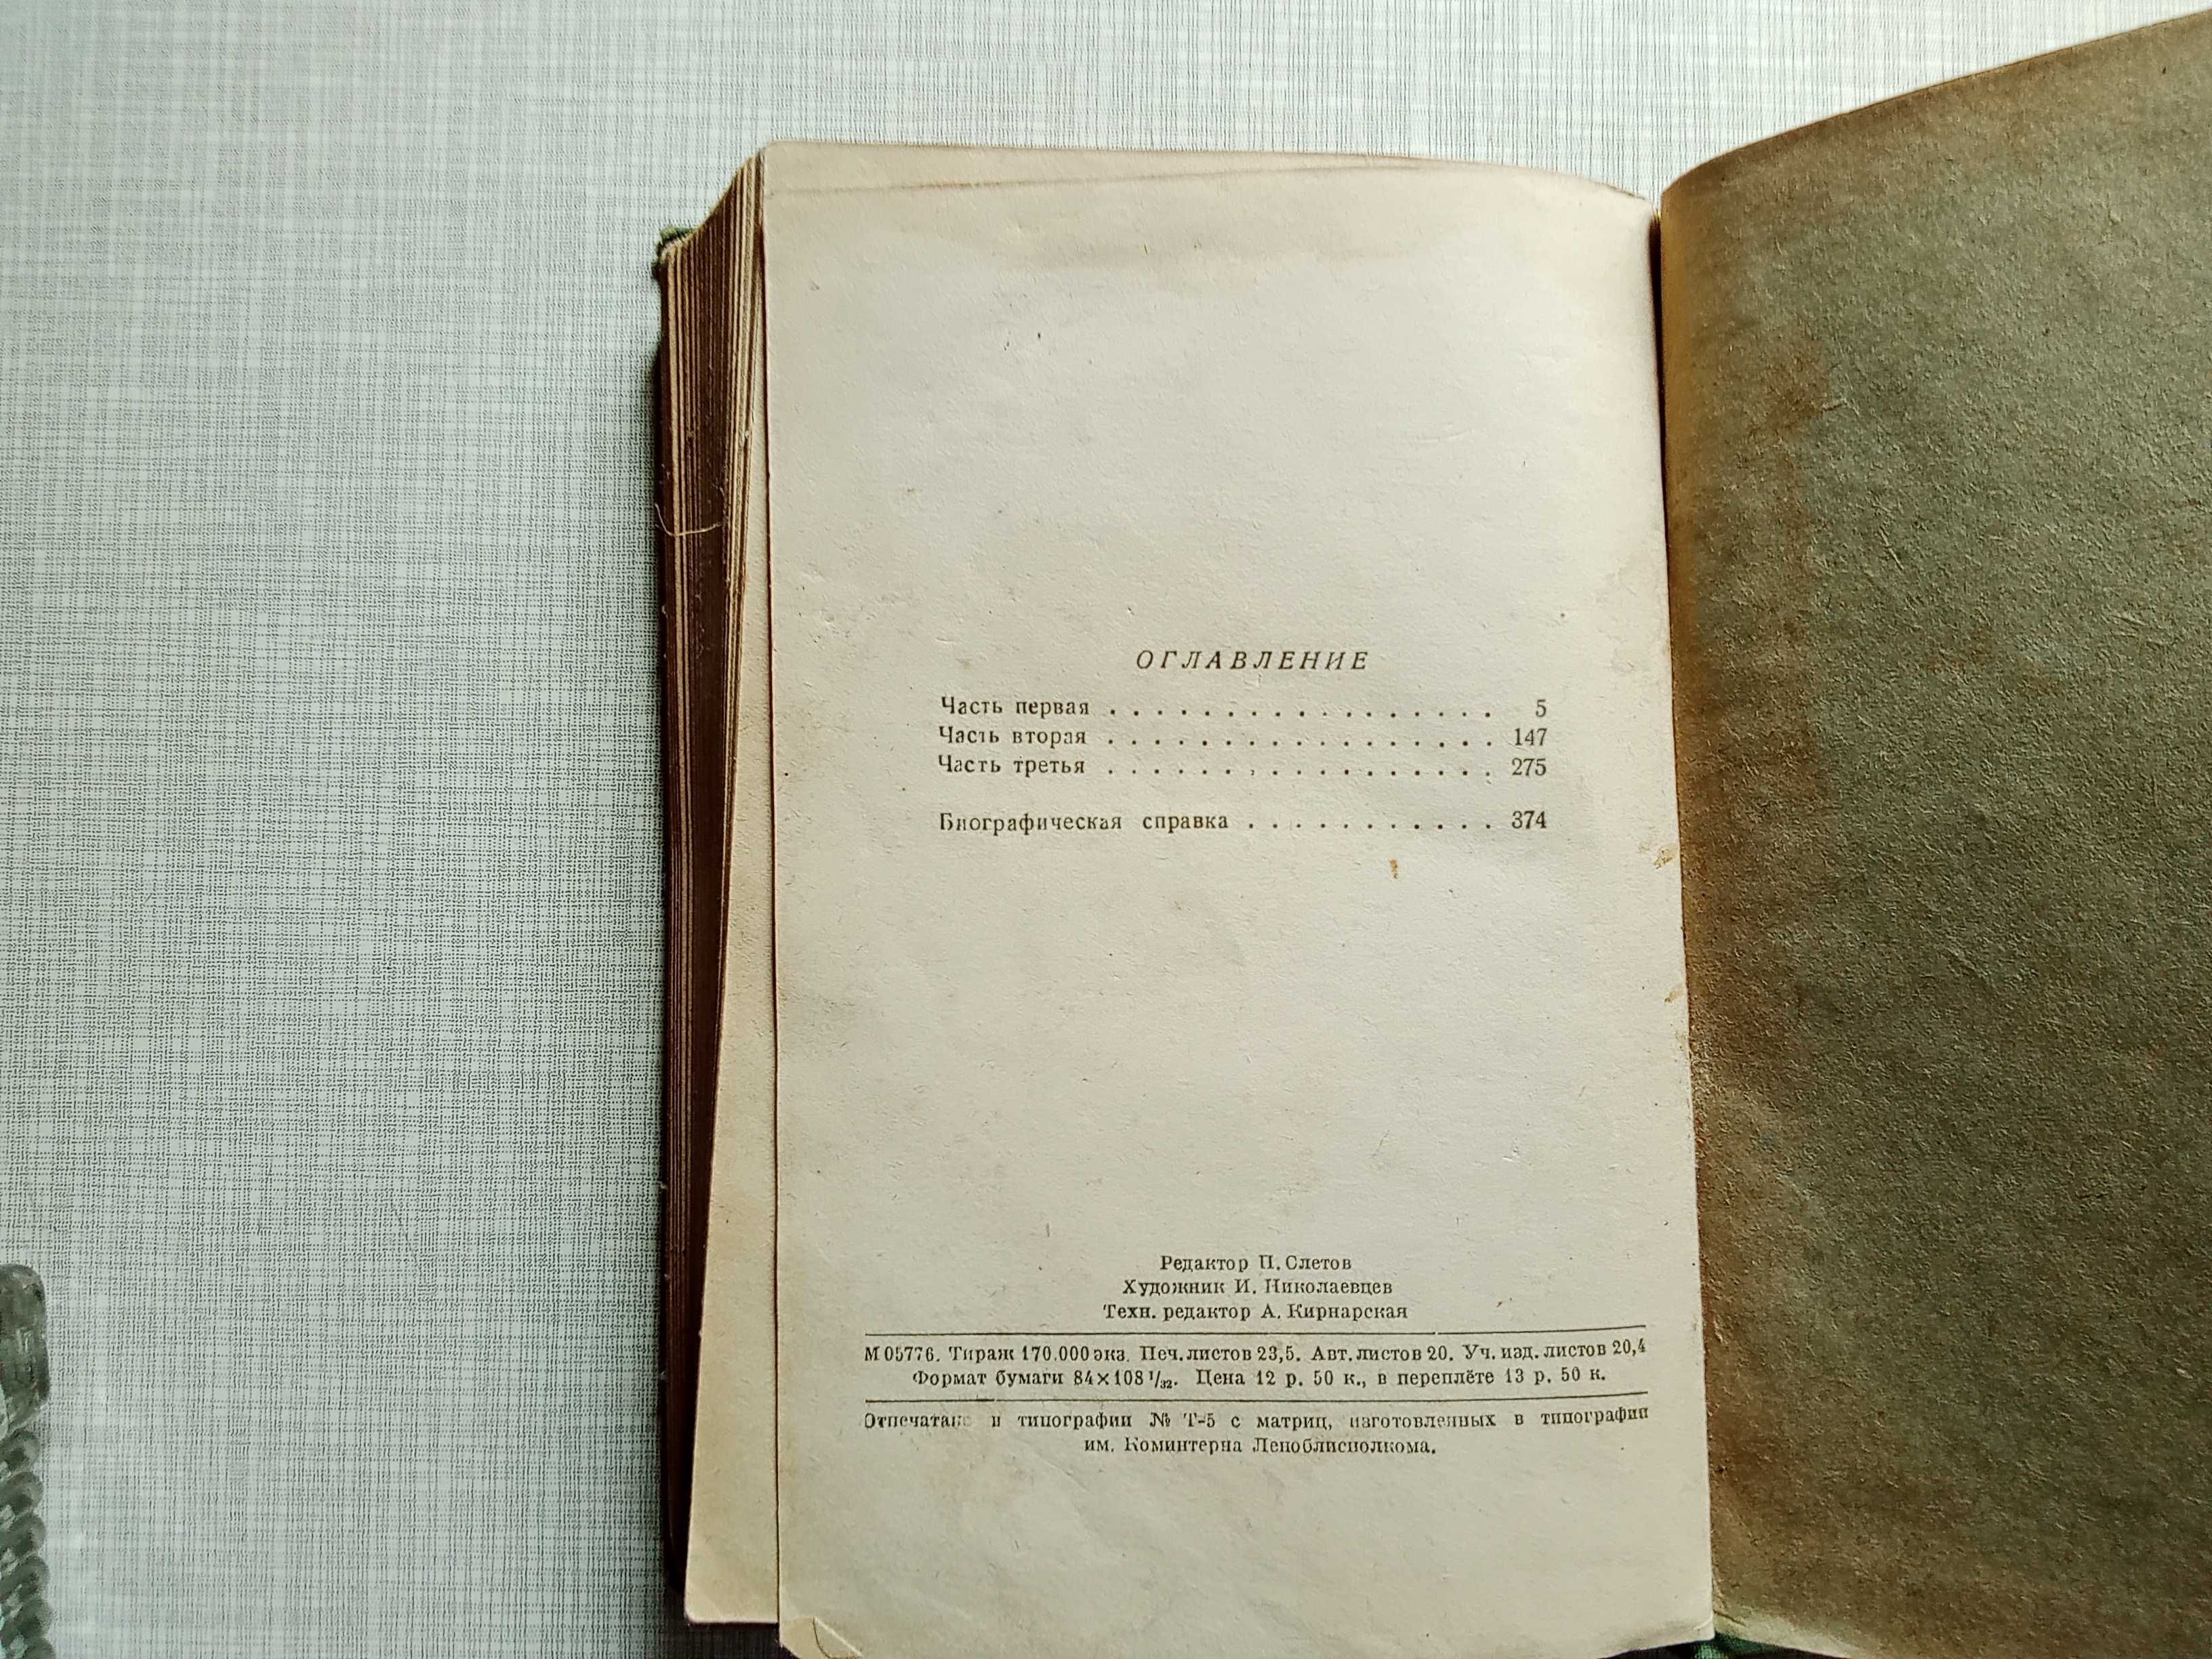 ОГЛАВЛЕНИЕ
Часть первая . . . . . . . . . . . . . . . . . 5
Часть вторая . . . . . . . . . . . . . . . . . 147
Часть третья . . . . . . . . . . . . . . . . . 275
Биографическая справка . . . . . . . . . . . 374
Редактор П. Слетов
Художник И. Николаевцев
Техн. редактор А. Кирнарская
М 05776. Тираж 170.000 экз. Печ. листов 23,5. Авт. листов 20. Уч. изд. листов 20,4
Формат бумаги 84×108 1/32. Цена 12 р. 50 к., в переплёте 13 р. 50 к.
Отпечатано в типографии № Т-5 с матриц, изготовленных в типографии
им. Коминтерна Леноблисполкома.